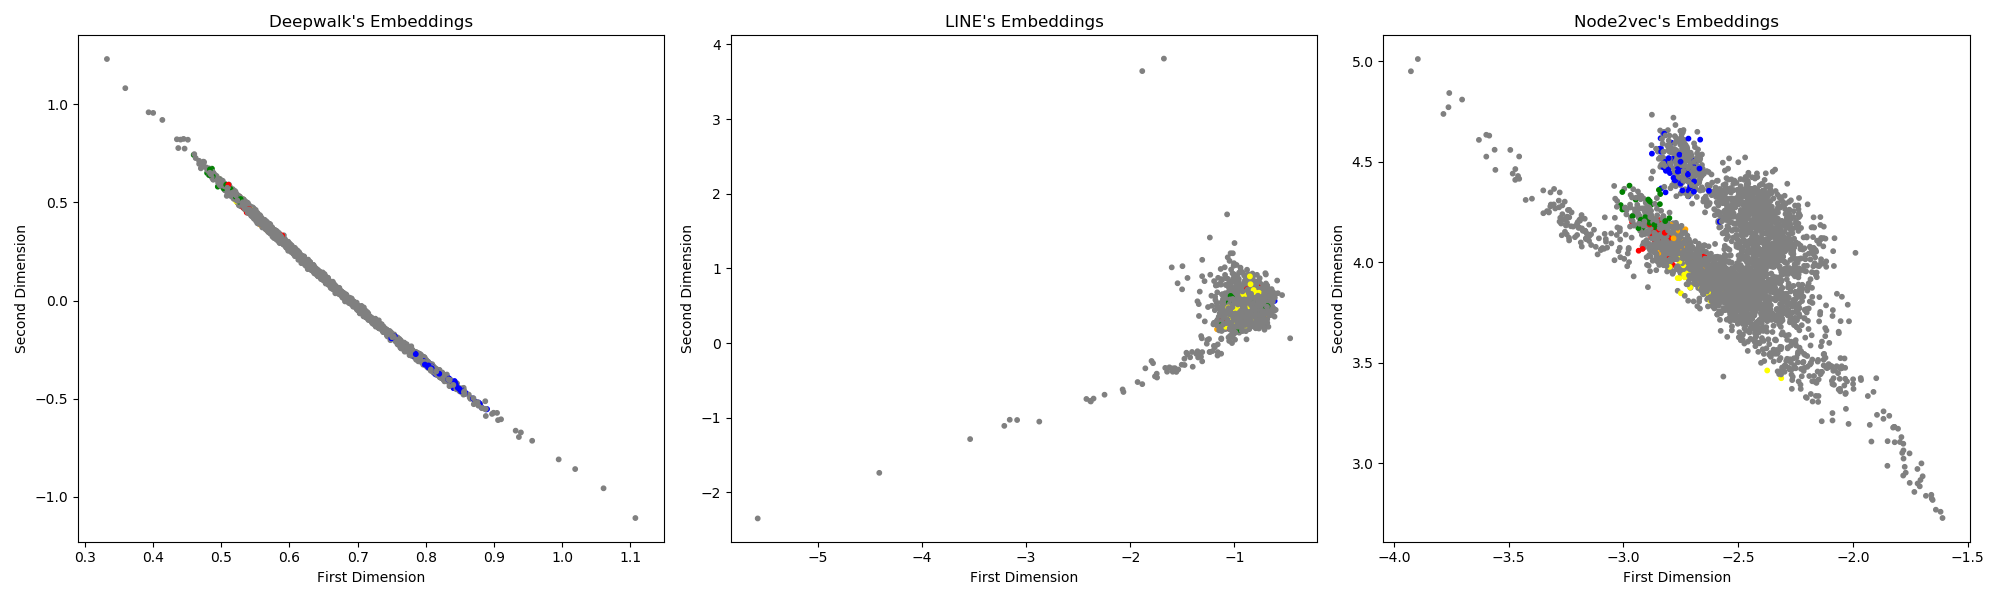 Deepwalk's Embeddings
LINE's Embeddings
Node2vec's Embeddings
Second Dimension
1.0
0.5
0.0
−0.5
−1.0
0.3 0.4 0.5 0.6 0.7 0.8 0.9 1.0 1.1
First Dimension
Second Dimension
4
3
2
1
0
−1
−2
−5 −4 −3 −2 −1
First Dimension
Second Dimension
5.0
4.5
4.0
3.5
3.0
−4.0 −3.5 −3.0 −2.5 −2.0 −1.5
First Dimension